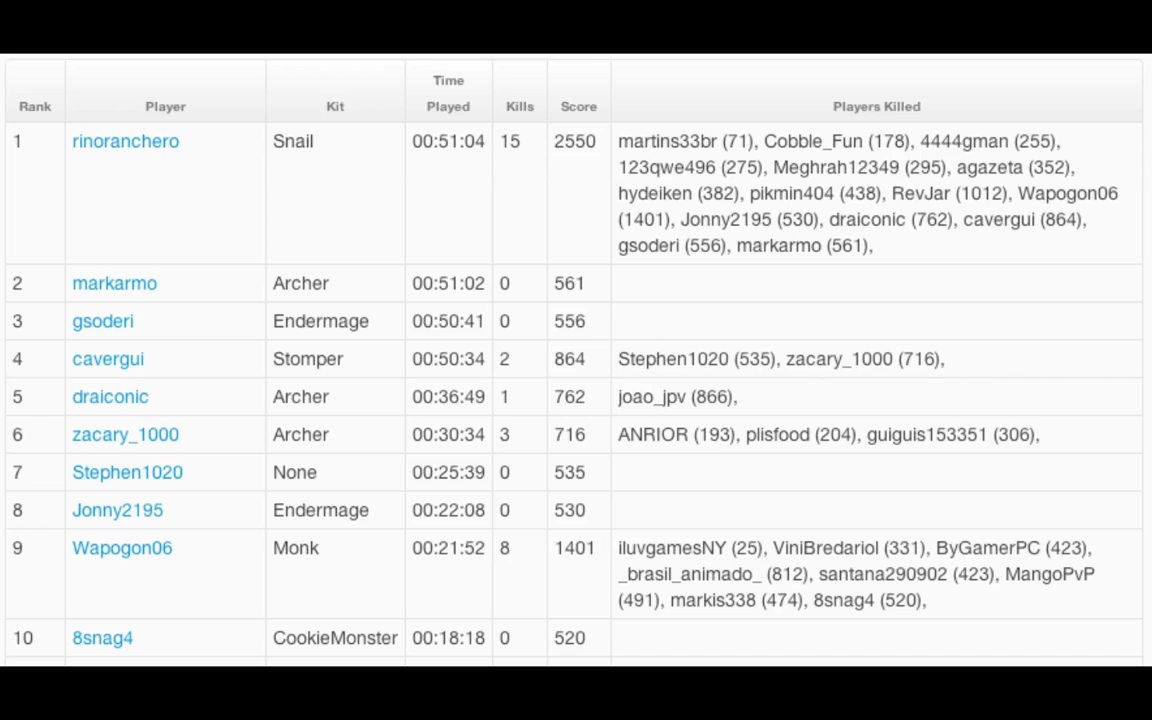 Rank Player Kit Time Played Kills Score Players Killed
1 rinoranchero Snail 00:51:04 15 2550 martins33br (71), Cobble_Fun (178), 4444gman (255),
123qwe496 (275), Meghrah12349 (295), agazeta (352),
hydeiken (382), pikmin404 (438), RevJar (1012), Wapogon06
(1401), Jonny2195 (530), draiconic (762), cavergui (864),
gsoderi (556), markarmo (561),
2 markarmo Archer 00:51:02 0 561
3 gsoderi Endermage 00:50:41 0 556
4 cavergui Stomper 00:50:34 2 864 Stephen1020 (535), zacary_1000 (716),
5 draiconic Archer 00:36:49 1 762 joao_jpv (866),
6 zacary_1000 Archer 00:30:34 3 716 ANRIOR (193), plisfood (204), guiguis153351 (306),
7 Stephen1020 None 00:25:39 0 535
8 Jonny2195 Endermage 00:22:08 0 530
9 Wapogon06 Monk 00:21:52 8 1401 iluvgamesNY (25), ViniBredariol (331), ByGamerPC (423),
_brasil_animado_ (812), santana290902 (423), MangoPvP
(491), markis338 (474), 8snag4 (520),
10 8snag4 CookieMonster 00:18:18 0 520